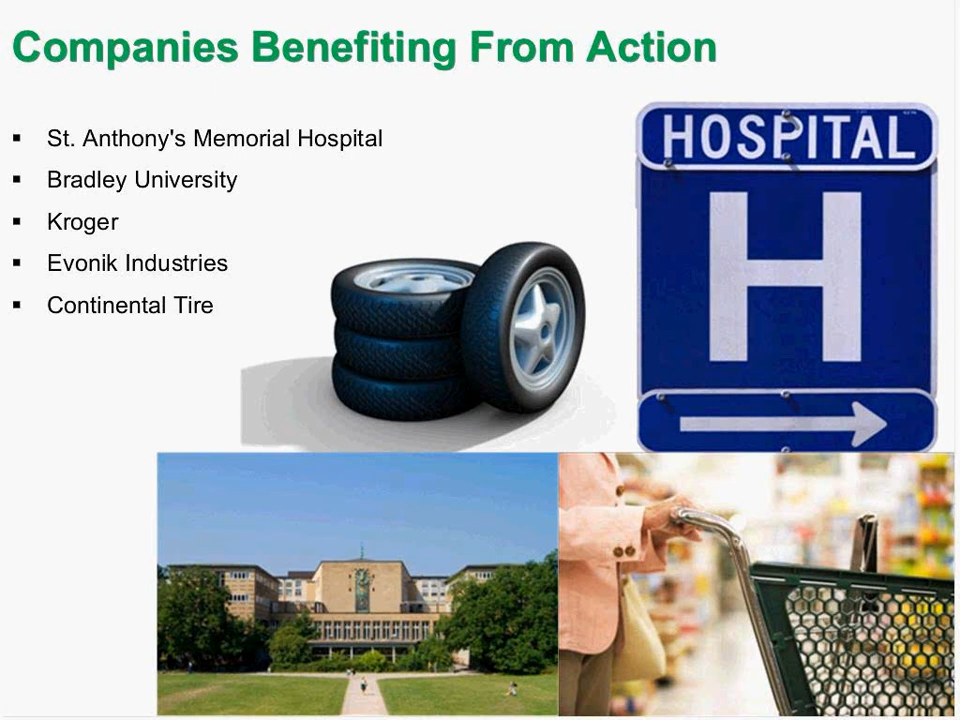 Companies Benefiting From Action
St. Anthony's Memorial Hospital
Bradley University
Kroger
Evonik Industries
Continental Tire
HOSPITAL
H